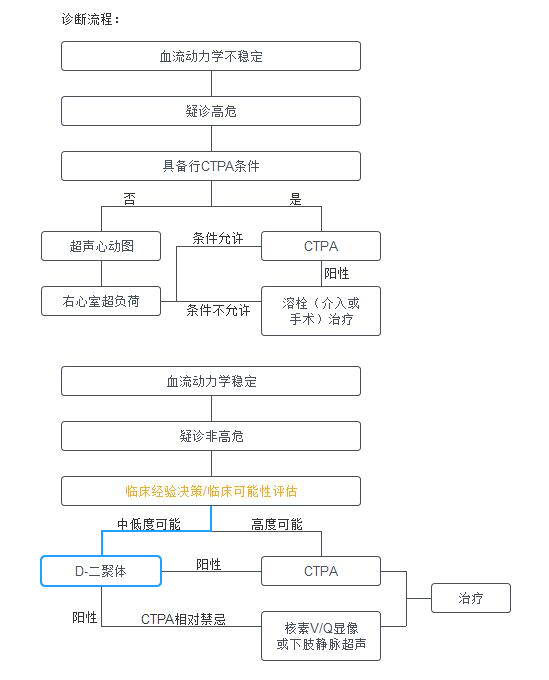 诊断流程：
血流动力学不稳定
疑诊高危
具备行CTPA条件
否
是
超声心动图
条件允许
CTPA
阳性
右心室超负荷
条件不允许
溶栓（介入或
手术）治疗
血流动力学稳定
疑诊非高危
临床经验决策/临床可能性评估
中低度可能
高度可能
D-二聚体
阳性
CTPA
治疗
阳性
CTPA相对禁忌
核素V/Q显像
或下肢静脉超声